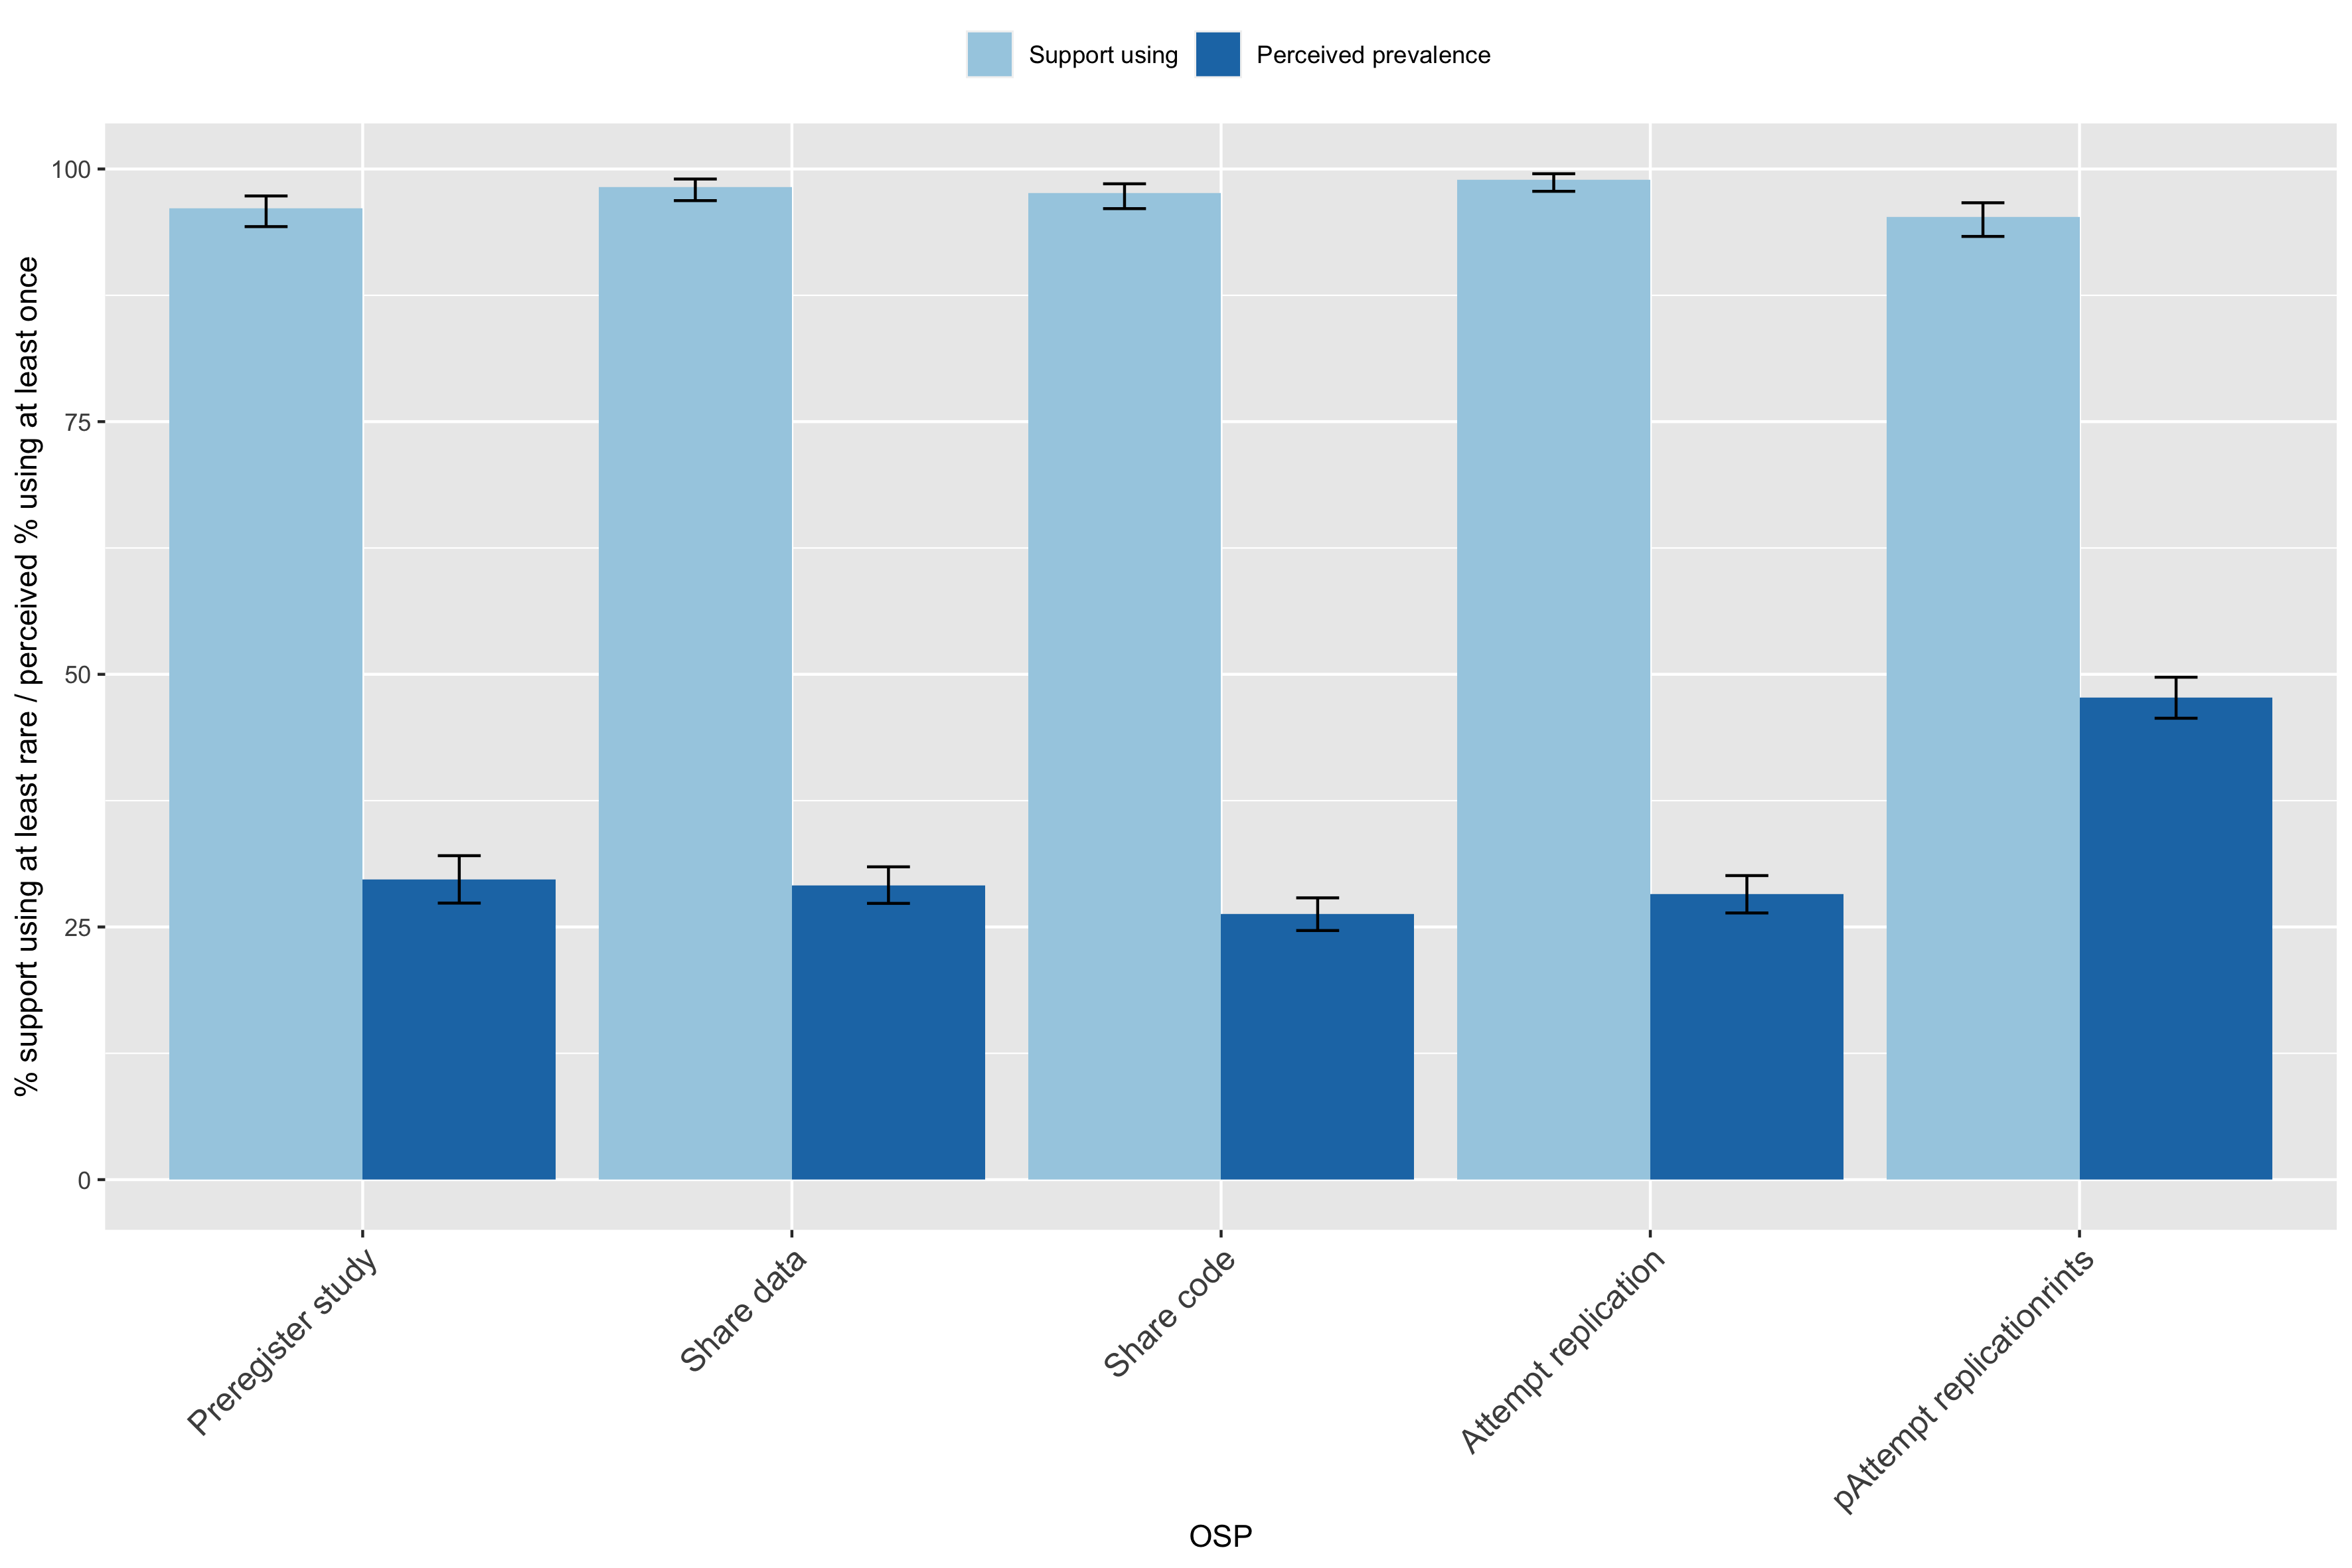 Support using
Perceived prevalence
% support using at least rare / perceived % using at least once
100
75
50
25
0
Preregister study
Share data
Share code
Attempt replication
pAttempt replicationrints
OSP